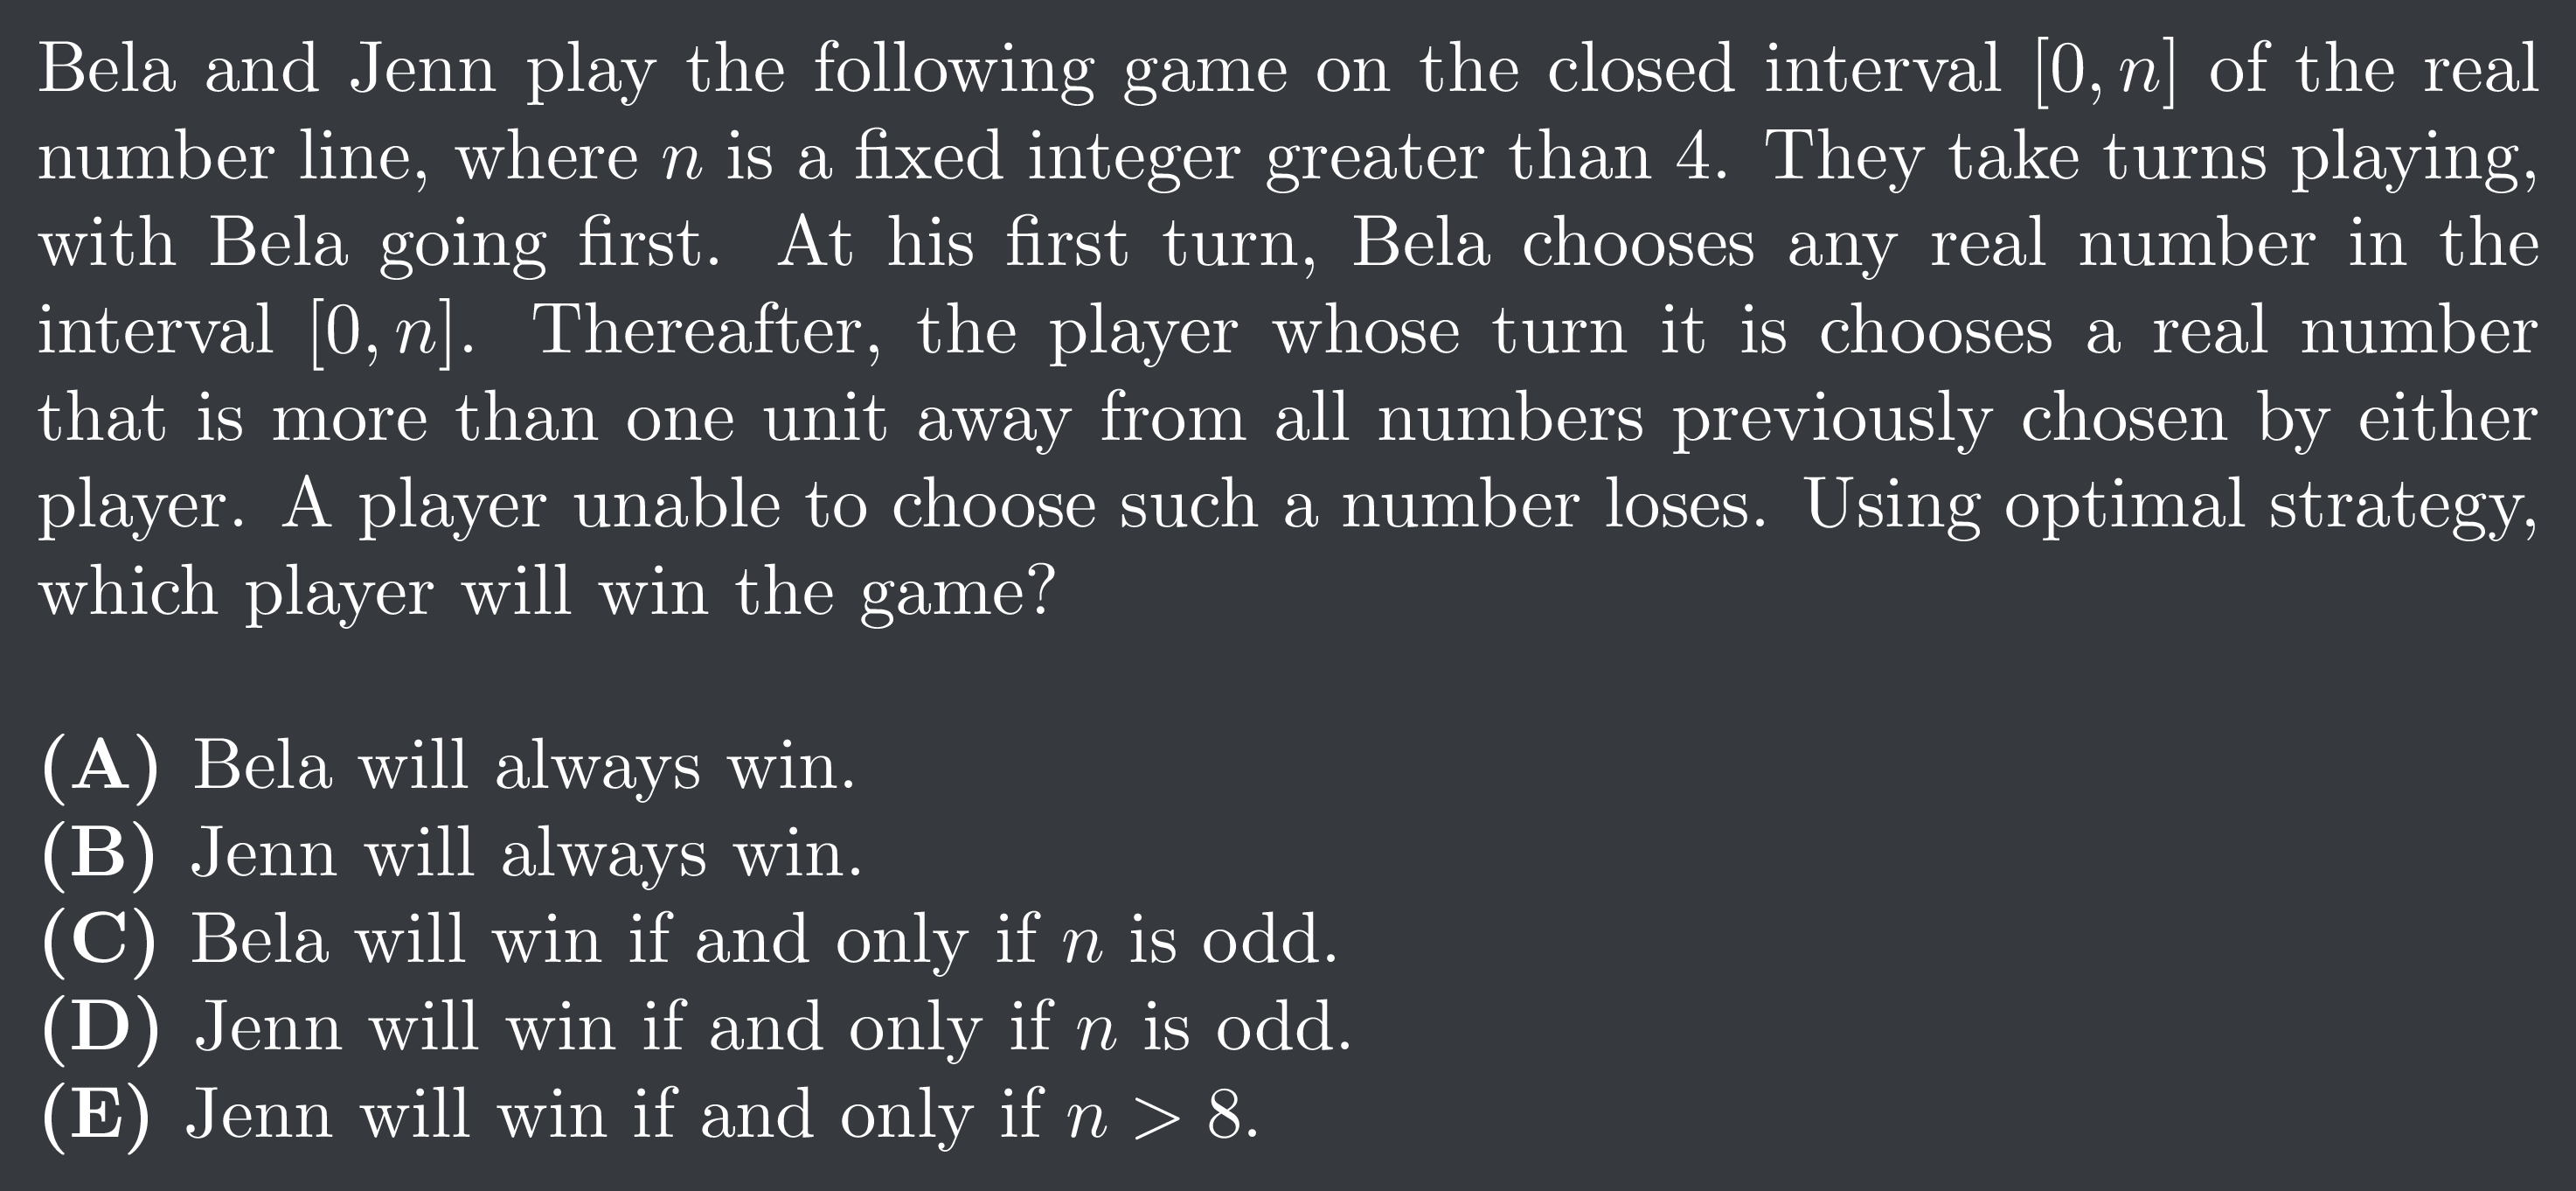 Bela and Jenn play the following game on the closed interval [0, n] of the real
number line, where n is a fixed integer greater than 4. They take turns playing,
with Bela going first. At his first turn, Bela chooses any real number in the
interval [0, n]. Thereafter, the player whose turn it is chooses a real number
that is more than one unit away from all numbers previously chosen by either
player. A player unable to choose such a number loses. Using optimal strategy,
which player will win the game?
(A) Bela will always win.
(B) Jenn will always win.
(C) Bela will win if and only if n is odd.
(D) Jenn will win if and only if n is odd.
(E) Jenn will win if and only if n > 8.